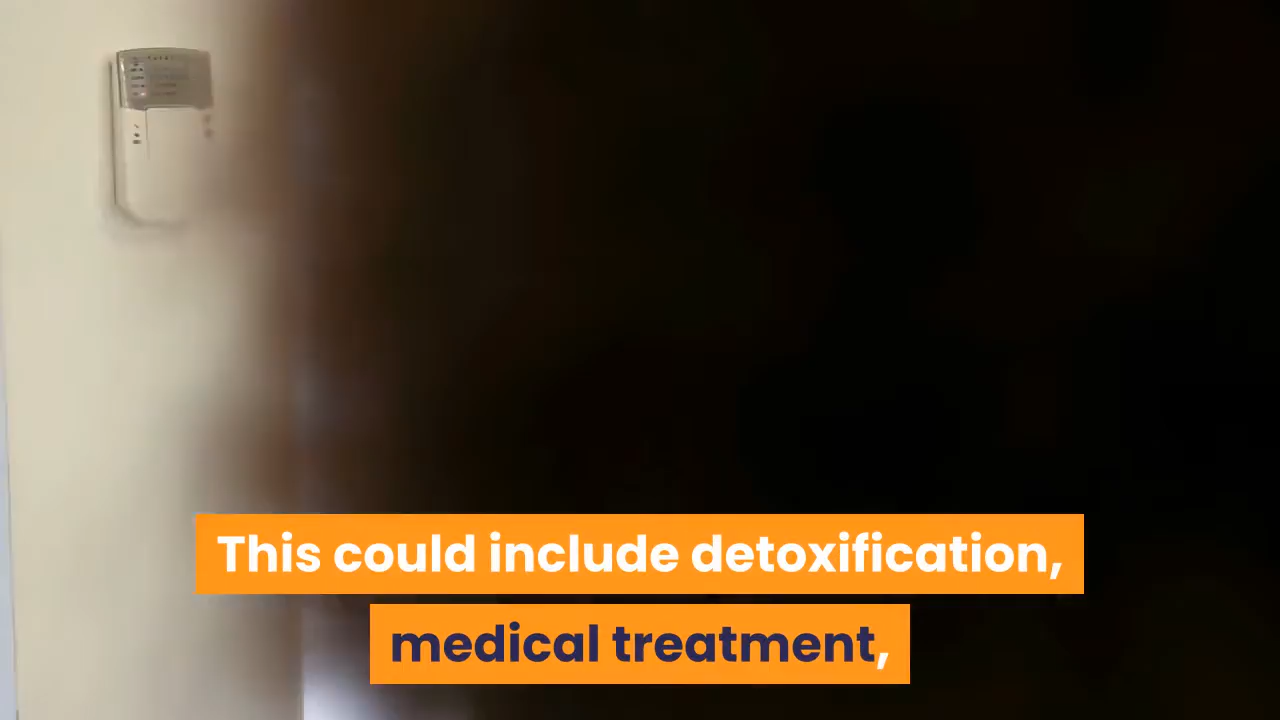 This could include detoxification,
medical treatment,